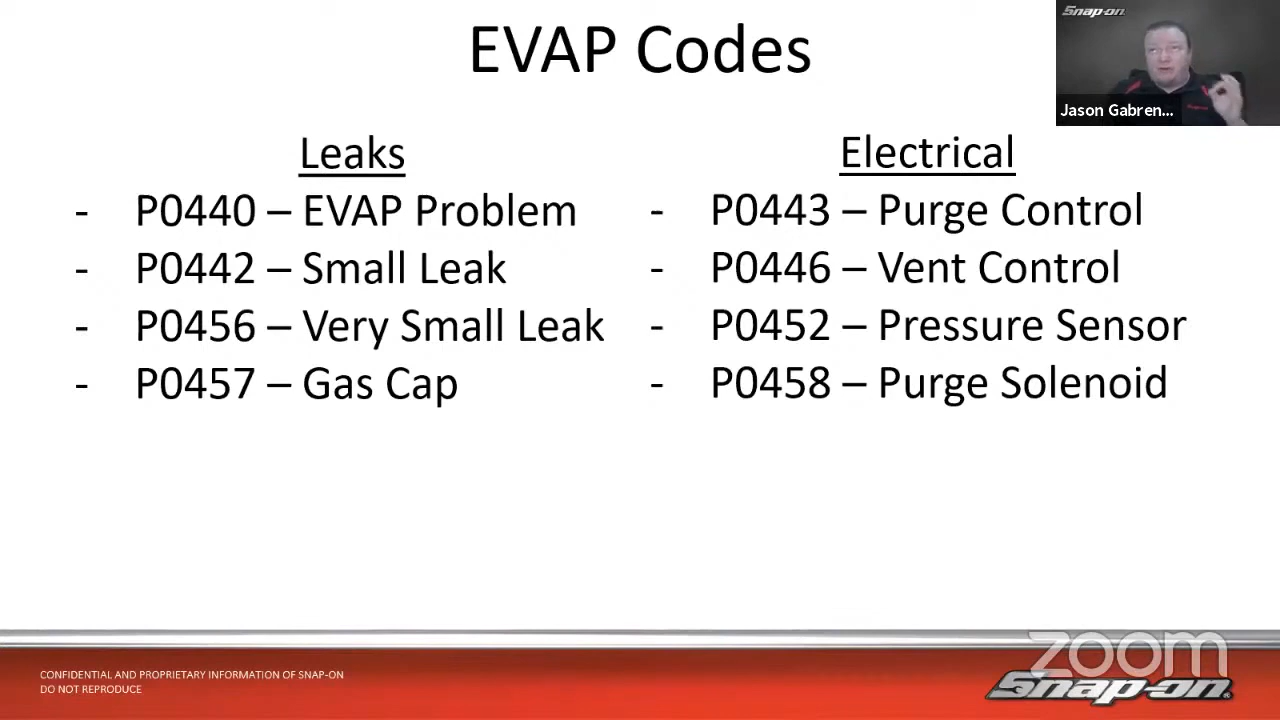 EVAP Codes
Snap-on
Jason Gabren...
Leaks
- P0440 – EVAP Problem
- P0442 – Small Leak
- P0456 – Very Small Leak
- P0457 – Gas Cap
Electrical
- P0443 – Purge Control
- P0446 – Vent Control
- P0452 – Pressure Sensor
- P0458 – Purge Solenoid
CONFIDENTIAL AND PROPRIETARY INFORMATION OF SNAP-ON
DO NOT REPRODUCE
zoom
Snap-on